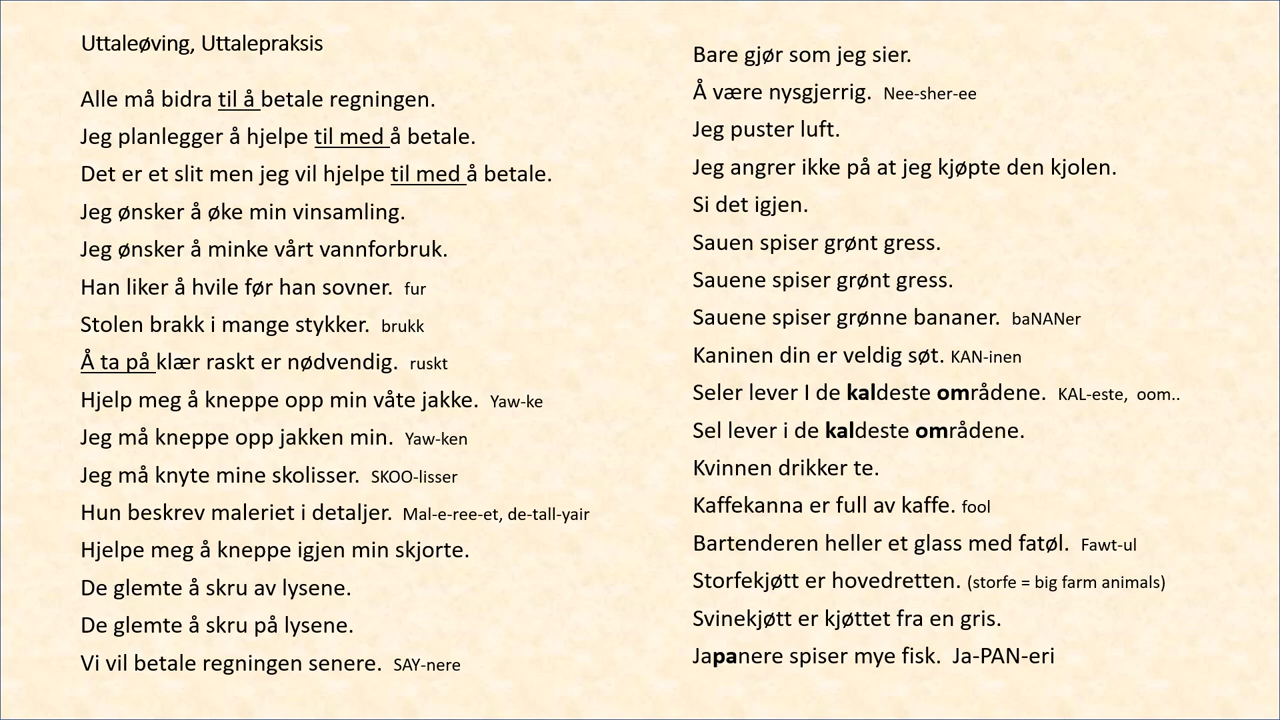 Uttaleøving, Uttalepraksis
Alle må bidra til å betale regningen.
Jeg planlegger å hjelpe til med å betale.
Det er et slit men jeg vil hjelpe til med å betale.
Jeg ønsker å øke min vinsamling.
Jeg ønsker å minke vårt vannforbruk.
Han liker å hvile før han sovner. fur
Stolen brakk i mange stykker. brukk
Å ta på klær raskt er nødvendig. ruskt
Hjelp meg å kneppe opp min våte jakke. Yaw-ke
Jeg må kneppe opp jakken min. Yaw-ken
Jeg må knyte mine skolisser. SKOO-lisser
Hun beskrev maleriet i detaljer. Mal-e-ree-et, de-tall-yair
Hjelpe meg å kneppe igjen min skjorte.
De glemte å skru av lysene.
De glemte å skru på lysene.
Vi vil betale regningen senere. SAY-nere
Bare gjør som jeg sier.
Å være nysgjerrig. Nee-sher-ee
Jeg puster luft.
Jeg angrer ikke på at jeg kjøpte den kjolen.
Si det igjen.
Sauen spiser grønt gress.
Sauene spiser grønt gress.
Sauene spiser grønne bananer. baNANer
Kaninen din er veldig søt. KAN-inen
Seler lever I de kaldeste områdene. KAL-este, oom..
Sel lever i de kaldeste områdene.
Kvinnen drikker te.
Kaffekanna er full av kaffe. fool
Bartenderen heller et glass med fatøl. Fawt-ul
Storfekjøtt er hovedretten. (storfe = big farm animals)
Svinekjøtt er kjøttet fra en gris.
Japanere spiser mye fisk. Ja-PAN-eri